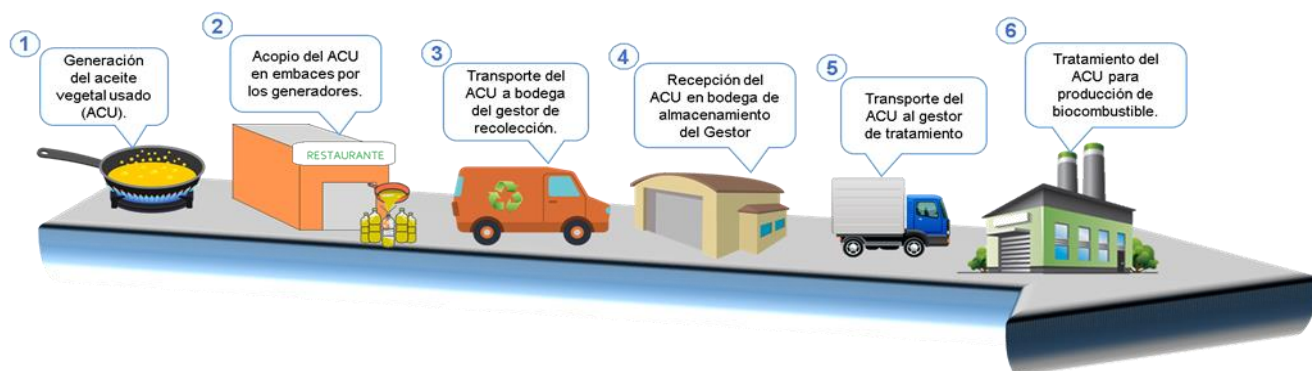 1
Generación
del aceite
vegetal usado
(ACU).
2
Acopio del ACU
en embaces por
los generadores.
RESTAURANTE
3
Transporte del
ACU a bodega
del gestor de
recolección.
4
Recepción del
ACU en bodega de
almacenamiento
del Gestor
5
Transporte del
ACU al gestor
de tratamiento
6
Tratamiento del
ACU para
producción de
biocombustible.